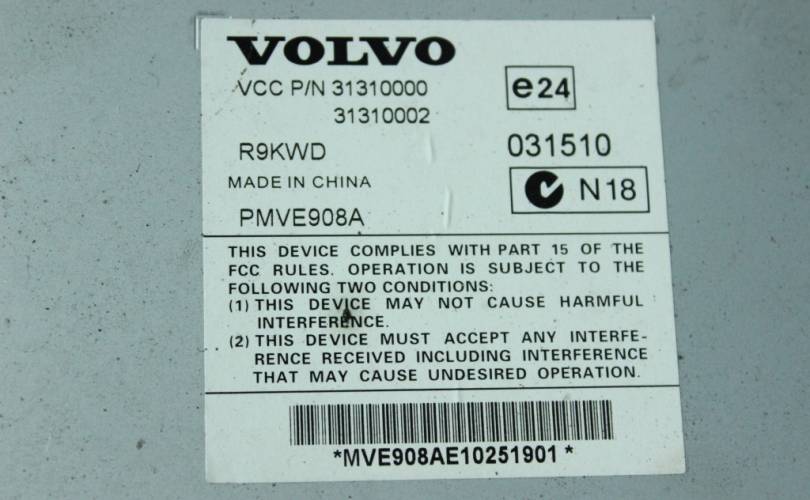 VOLVO
VCC P/N 31310000
31310002
e24
R9KWD
031510
MADE IN CHINA
N18
PMVE908A
THIS DEVICE COMPLIES WITH PART 15 OF THE
FCC RULES. OPERATION IS SUBJECT TO THE
FOLLOWING TWO CONDITIONS:
(1) THIS DEVICE MAY NOT CAUSE HARMFUL
INTERFERENCE.
(2) THIS DEVICE MUST ACCEPT ANY INTERFE-
RENCE RECEIVED INCLUDING INTERFERENCE
THAT MAY CAUSE UNDESIRED OPERATION.
*MVE908AE10251901*